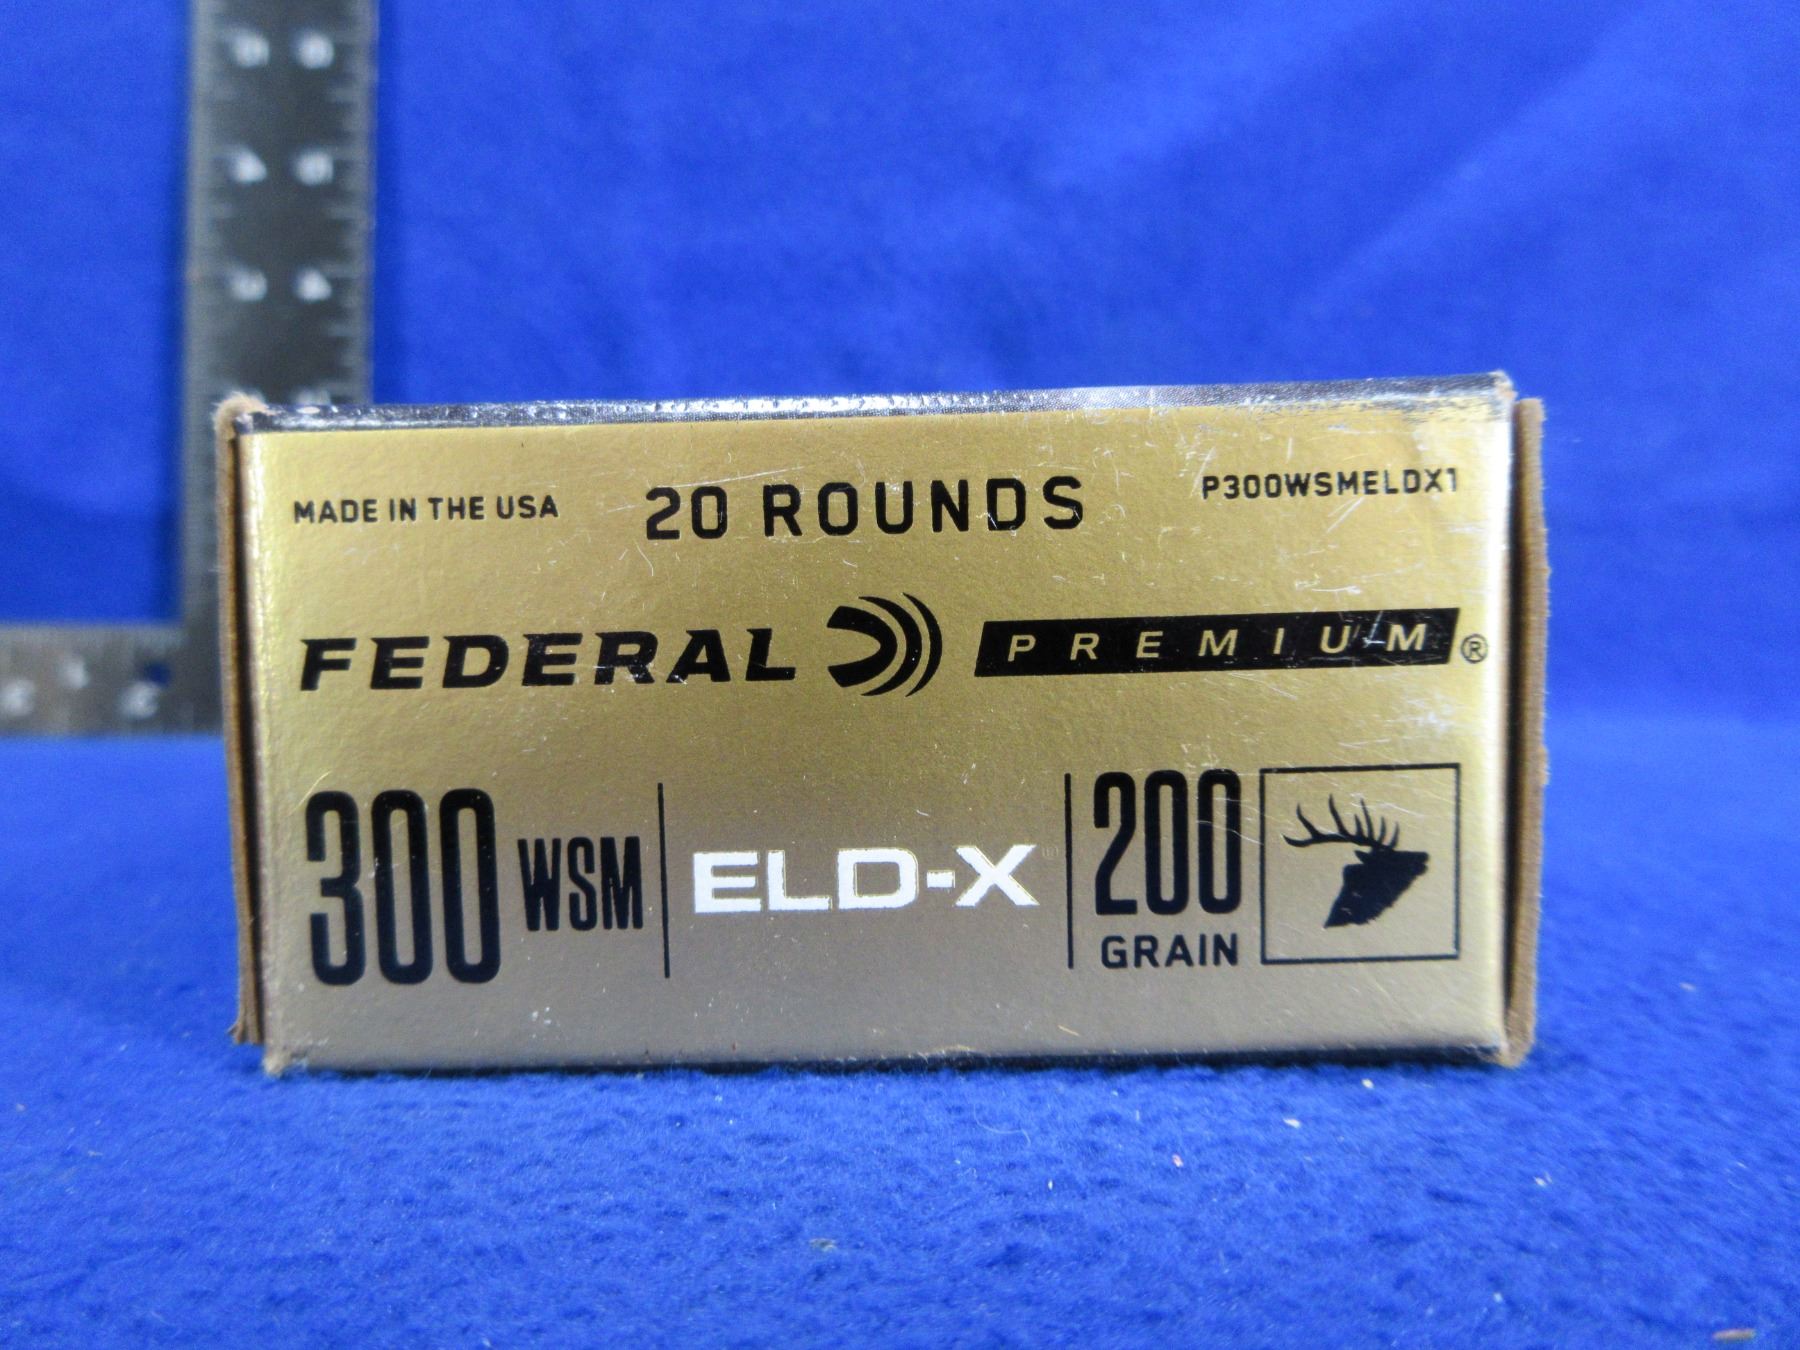 MADE IN THE USA 20 ROUNDS P300WSMELDX1
FEDERAL PREMIUM®
300 WSM ELD-X® 200
GRAIN